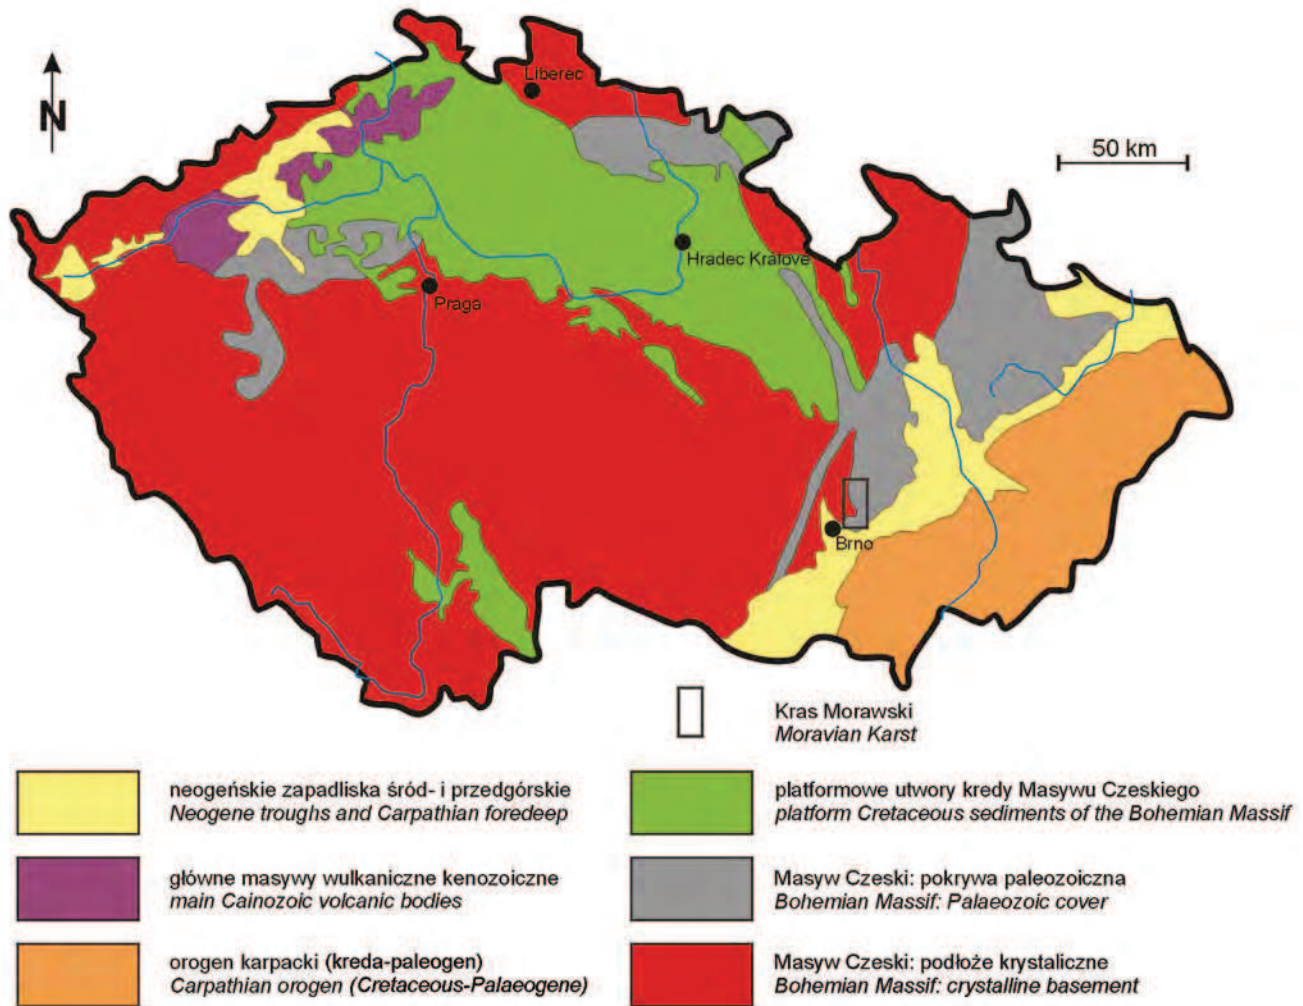 Liberec
N
50 km
Hradec Kralove
Praga
Brno
Kras Morawski
Moravian Karst
neogeńskie zapadliska śród- i przedgórskie
Neogene troughs and Carpathian foredeep
platformowe utwory kredy Masywu Czeskiego
platform Cretaceous sediments of the Bohemian Massif
główne masywy wulkaniczne kenozoiczne
main Cainozoic volcanic bodies
Masyw Czeski: pokrywa paleozoiczna
Bohemian Massif: Palaeozoic cover
orogen karpacki (kreda-paleogen)
Carpathian orogen (Cretaceous-Palaeogene)
Masyw Czeski: podłoże krystaliczne
Bohemian Massif: crystalline basement